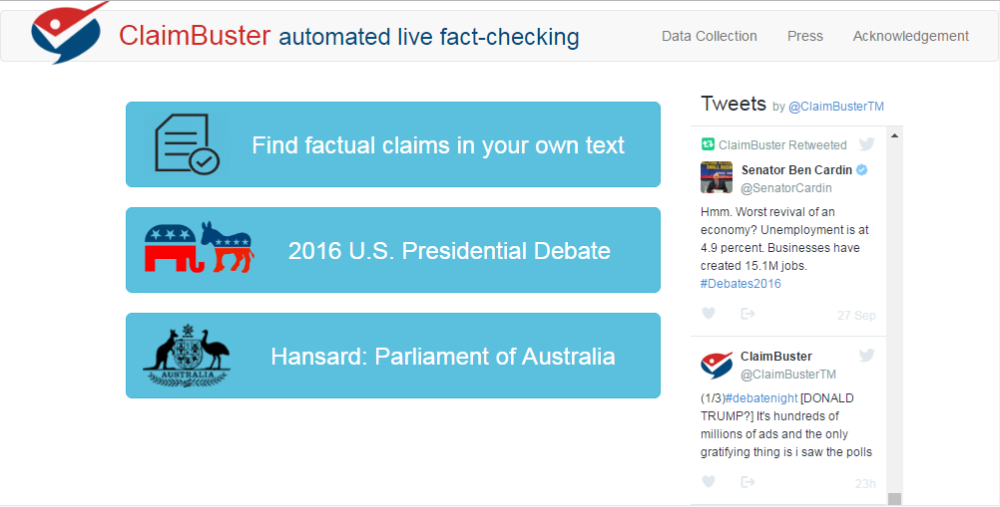 ClaimBuster automated live fact-checking
Data Collection Press Acknowledgement
Find factual claims in your own text
2016 U.S. Presidential Debate
AUSTRALIA
Hansard: Parliament of Australia
Tweets by @ClaimBusterTM
ClaimBuster Retweeted
Senator Ben Cardin
@SenatorCardin
Hmm. Worst revival of an
economy? Unemployment is at
4.9 percent. Businesses have
created 15.1M jobs.
#Debates2016
27 Sep
ClaimBuster
@ClaimBusterTM
(1/3)#debatenight [DONALD
TRUMP?] It's hundreds of
millions of ads and the only
gratifying thing is i saw the polls
23h